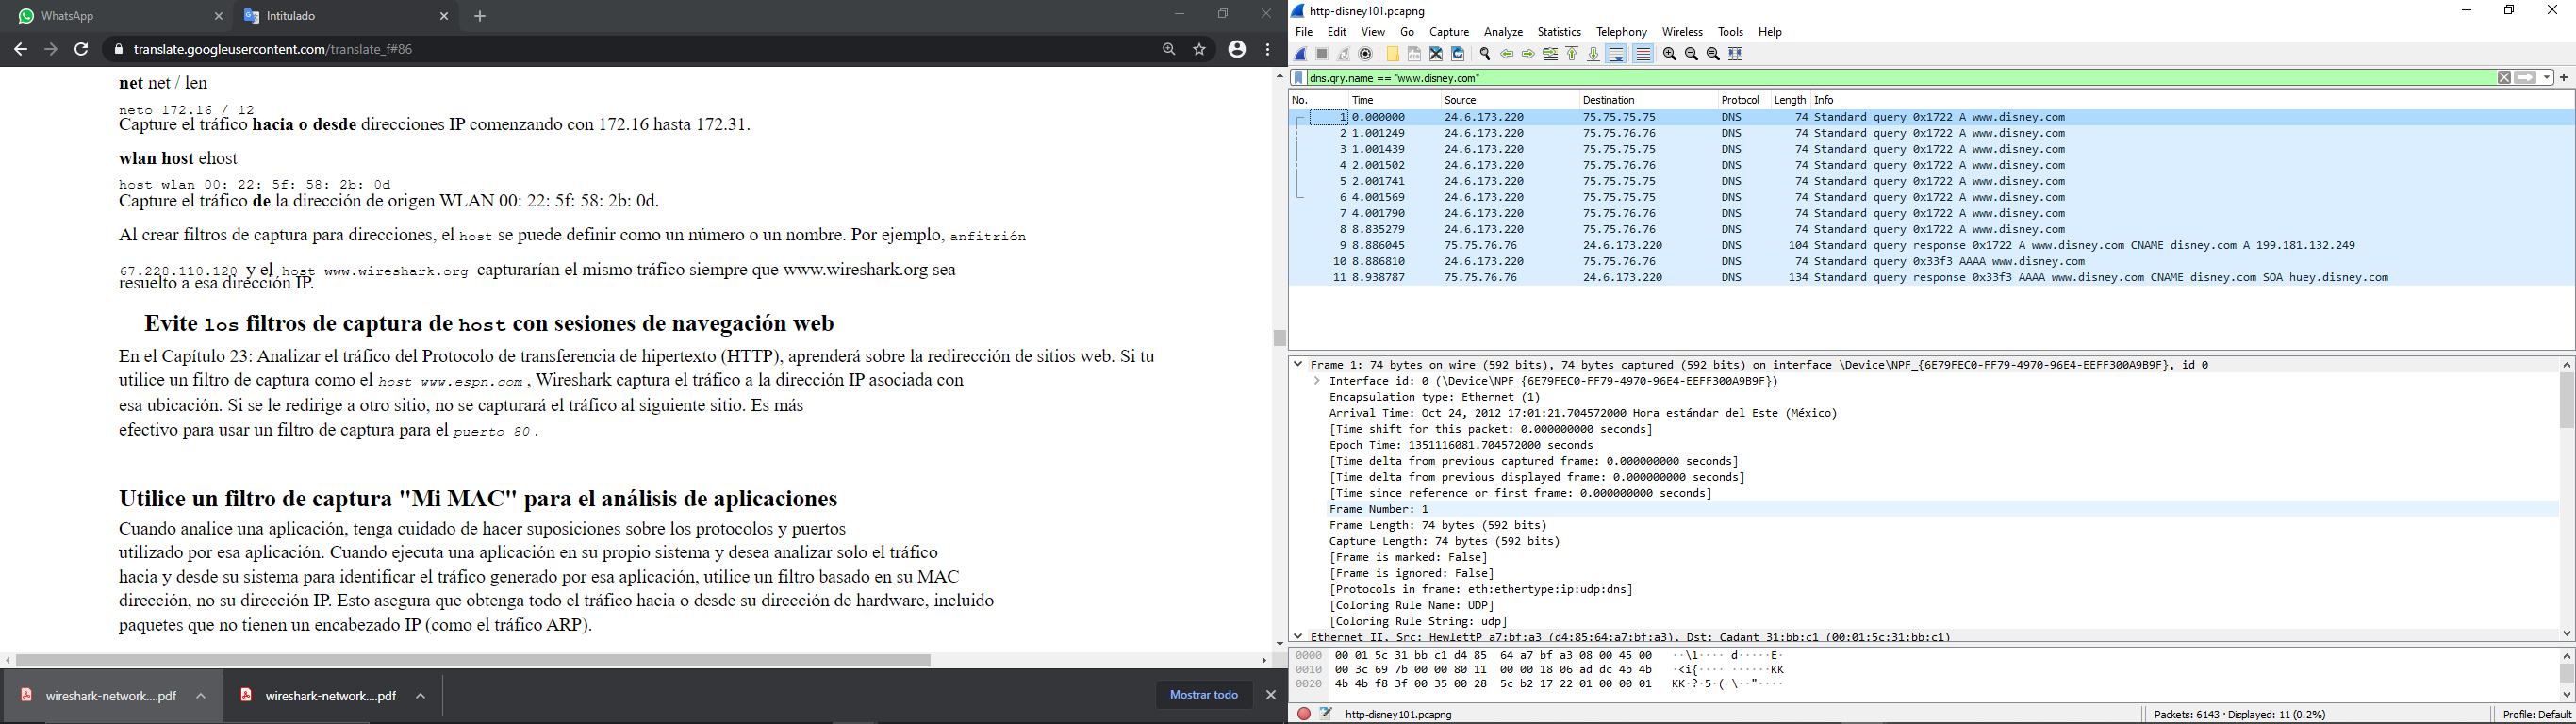 WhatsApp
Intitulado
translate.googleusercontent.com/translate_f#86
net net / len
neto 172.16 / 12
Capture el tráfico hacia o desde direcciones IP comenzando con 172.16 hasta 172.31.
wlan host ehost
host wlan 00: 22: 5f: 58: 2b: 0d
Capture el tráfico de la dirección de origen WLAN 00: 22: 5f: 58: 2b: 0d.
Al crear filtros de captura para direcciones, el host se puede definir como un número o un nombre. Por ejemplo, anfitrión
67.228.110.120 y el host www.wireshark.org capturarían el mismo tráfico siempre que www.wireshark.org sea
resuelto a esa dirección IP.
Evite los filtros de captura de host con sesiones de navegación web
En el Capítulo 23: Analizar el tráfico del Protocolo de transferencia de hipertexto (HTTP), aprenderá sobre la redirección de sitios web. Si tu
utilice un filtro de captura como el host www.espn.com , Wireshark captura el tráfico a la dirección IP asociada con
esa ubicación. Si se le redirige a otro sitio, no se capturará el tráfico al siguiente sitio. Es más
efectivo para usar un filtro de captura para el puerto 80 .
Utilice un filtro de captura "Mi MAC" para el análisis de aplicaciones
Cuando analice una aplicación, tenga cuidado de hacer suposiciones sobre los protocolos y puertos
utilizado por esa aplicación. Cuando ejecuta una aplicación en su propio sistema y desea analizar solo el tráfico
hacia y desde su sistema para identificar el tráfico generado por esa aplicación, utilice un filtro basado en su MAC
dirección, no su dirección IP. Esto asegura que obtenga todo el tráfico hacia o desde su dirección de hardware, incluido
paquetes que no tienen un encabezado IP (como el tráfico ARP).
wireshark-network....pdf
wireshark-network....pdf
Mostrar todo
http-disney101.pcapng
File Edit View Go Capture Analyze Statistics Telephony Wireless Tools Help
dns.qry.name == "www.disney.com"
No. Time Source Destination Protocol Length Info
1 0.000000 24.6.173.220 75.75.75.75 DNS 74 Standard query 0x1722 A www.disney.com
2 1.001249 24.6.173.220 75.75.76.76 DNS 74 Standard query 0x1722 A www.disney.com
3 1.001439 24.6.173.220 75.75.75.75 DNS 74 Standard query 0x1722 A www.disney.com
4 2.001502 24.6.173.220 75.75.76.76 DNS 74 Standard query 0x1722 A www.disney.com
5 2.001741 24.6.173.220 75.75.75.75 DNS 74 Standard query 0x1722 A www.disney.com
6 4.001569 24.6.173.220 75.75.75.75 DNS 74 Standard query 0x1722 A www.disney.com
7 4.001790 24.6.173.220 75.75.76.76 DNS 74 Standard query 0x1722 A www.disney.com
8 8.835279 24.6.173.220 75.75.76.76 DNS 74 Standard query 0x1722 A www.disney.com
9 8.886045 75.75.76.76 24.6.173.220 DNS 104 Standard query response 0x1722 A www.disney.com CNAME disney.com A 199.181.132.249
10 8.886810 24.6.173.220 75.75.76.76 DNS 74 Standard query 0x33f3 AAAA www.disney.com
11 8.938787 75.75.76.76 24.6.173.220 DNS 134 Standard query response 0x33f3 AAAA www.disney.com CNAME disney.com SOA huey.disney.com
Frame 1: 74 bytes on wire (592 bits), 74 bytes captured (592 bits) on interface \Device\NPF_{6E79FEC0-FF79-4970-96E4-EEFF300A9B9F}, id 0
Interface id: 0 (\Device\NPF_{6E79FEC0-FF79-4970-96E4-EEFF300A9B9F})
Encapsulation type: Ethernet (1)
Arrival Time: Oct 24, 2012 17:01:21.704572000 Hora estándar del Este (México)
[Time shift for this packet: 0.000000000 seconds]
Epoch Time: 1351116081.704572000 seconds
[Time delta from previous captured frame: 0.000000000 seconds]
[Time delta from previous displayed frame: 0.000000000 seconds]
[Time since reference or first frame: 0.000000000 seconds]
Frame Number: 1
Frame Length: 74 bytes (592 bits)
Capture Length: 74 bytes (592 bits)
[Frame is marked: False]
[Frame is ignored: False]
[Protocols in frame: eth:ethertype:ip:udp:dns]
[Coloring Rule Name: UDP]
[Coloring Rule String: udp]
Ethernet II, Src: HewlettP_a7:bf:a3 (d4:85:64:a7:bf:a3), Dst: Cadant_31:bb:c1 (00:01:5c:31:bb:c1)
0000 00 01 5c 31 bb c1 d4 85 64 a7 bf a3 08 00 45 00 ··\1···· d·····E·
0010 00 3c 69 7b 00 00 80 11 00 00 18 06 ad dc 4b 4b ·<i{···· ······KK
0020 4b 4b f8 3f 00 35 00 28 5c b2 17 22 01 00 00 01 KK·?·5·( \··"····
http-disney101.pcapng
Packets: 6143 · Displayed: 11 (0.2%)
Profile: Default